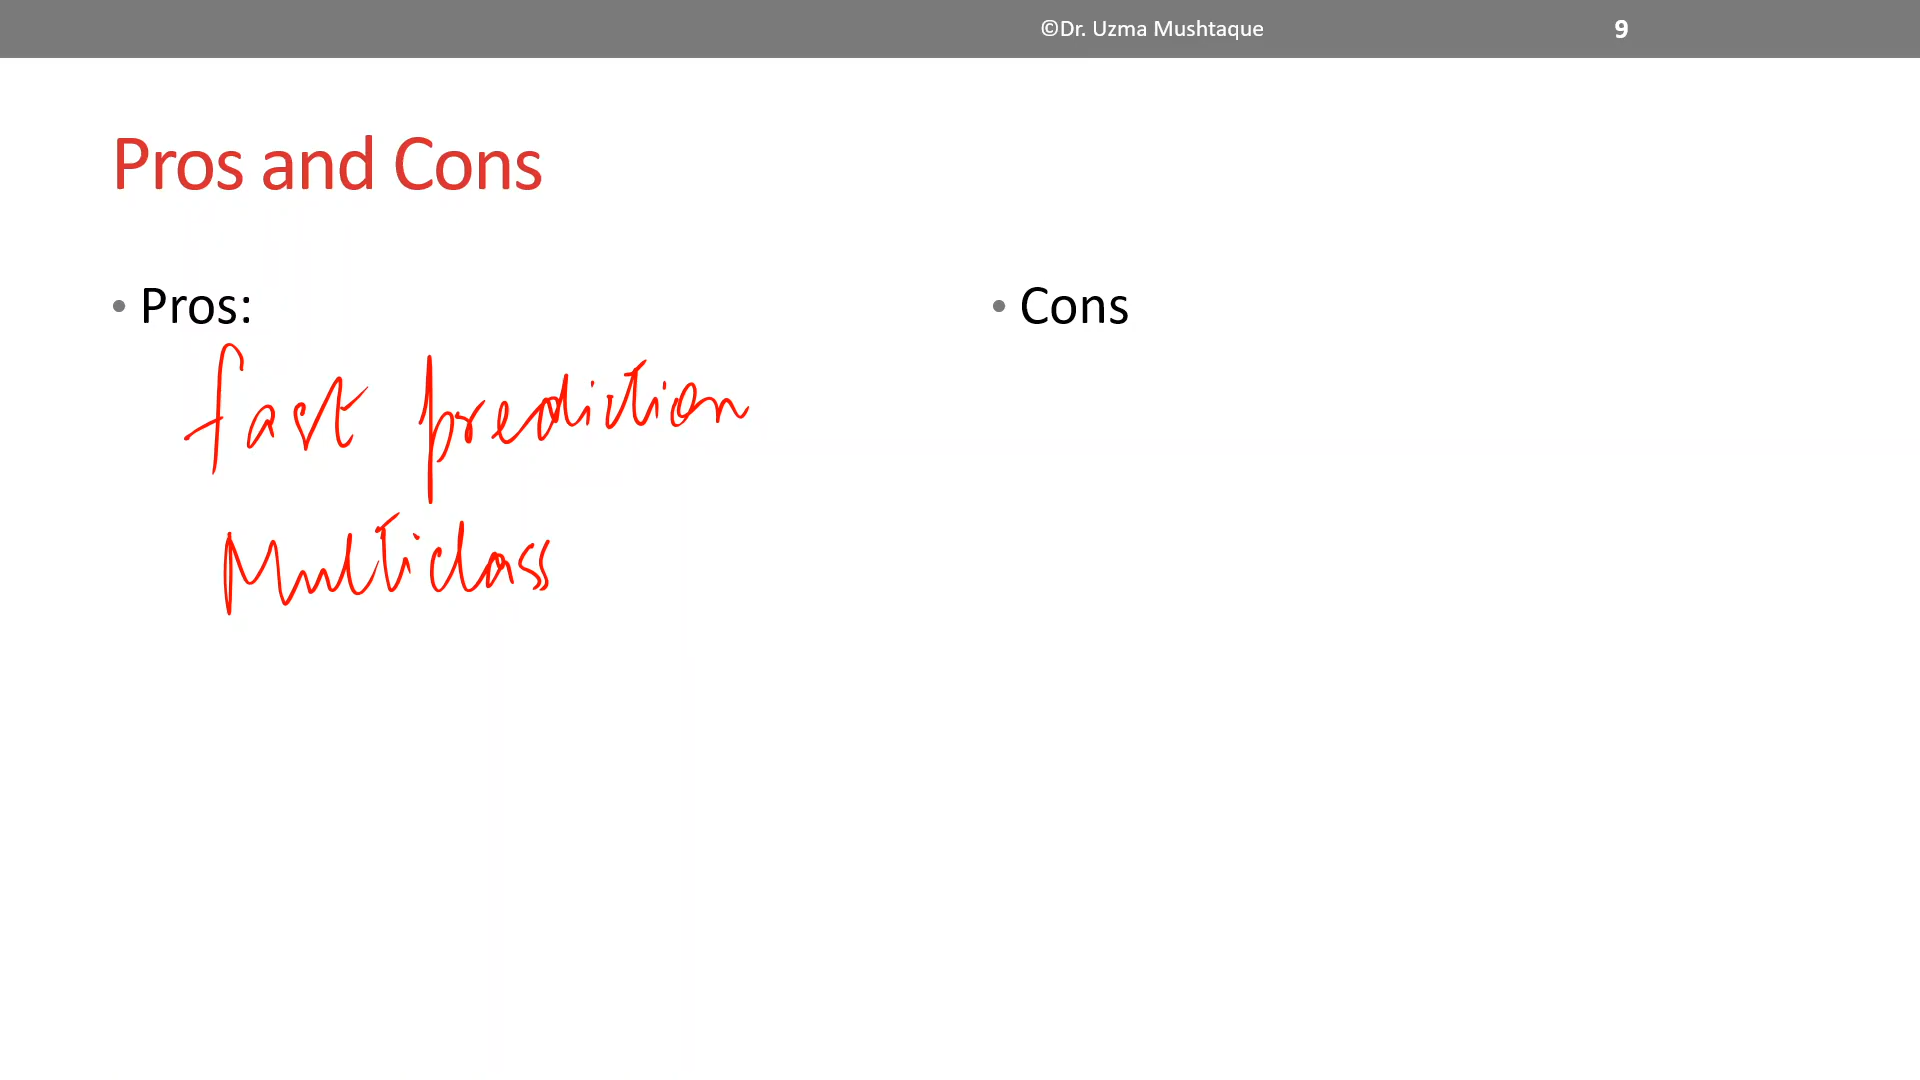 ©Dr. Uzma Mushtaque 9
Pros and Cons
• Pros:
fast prediction
Multiclass
• Cons